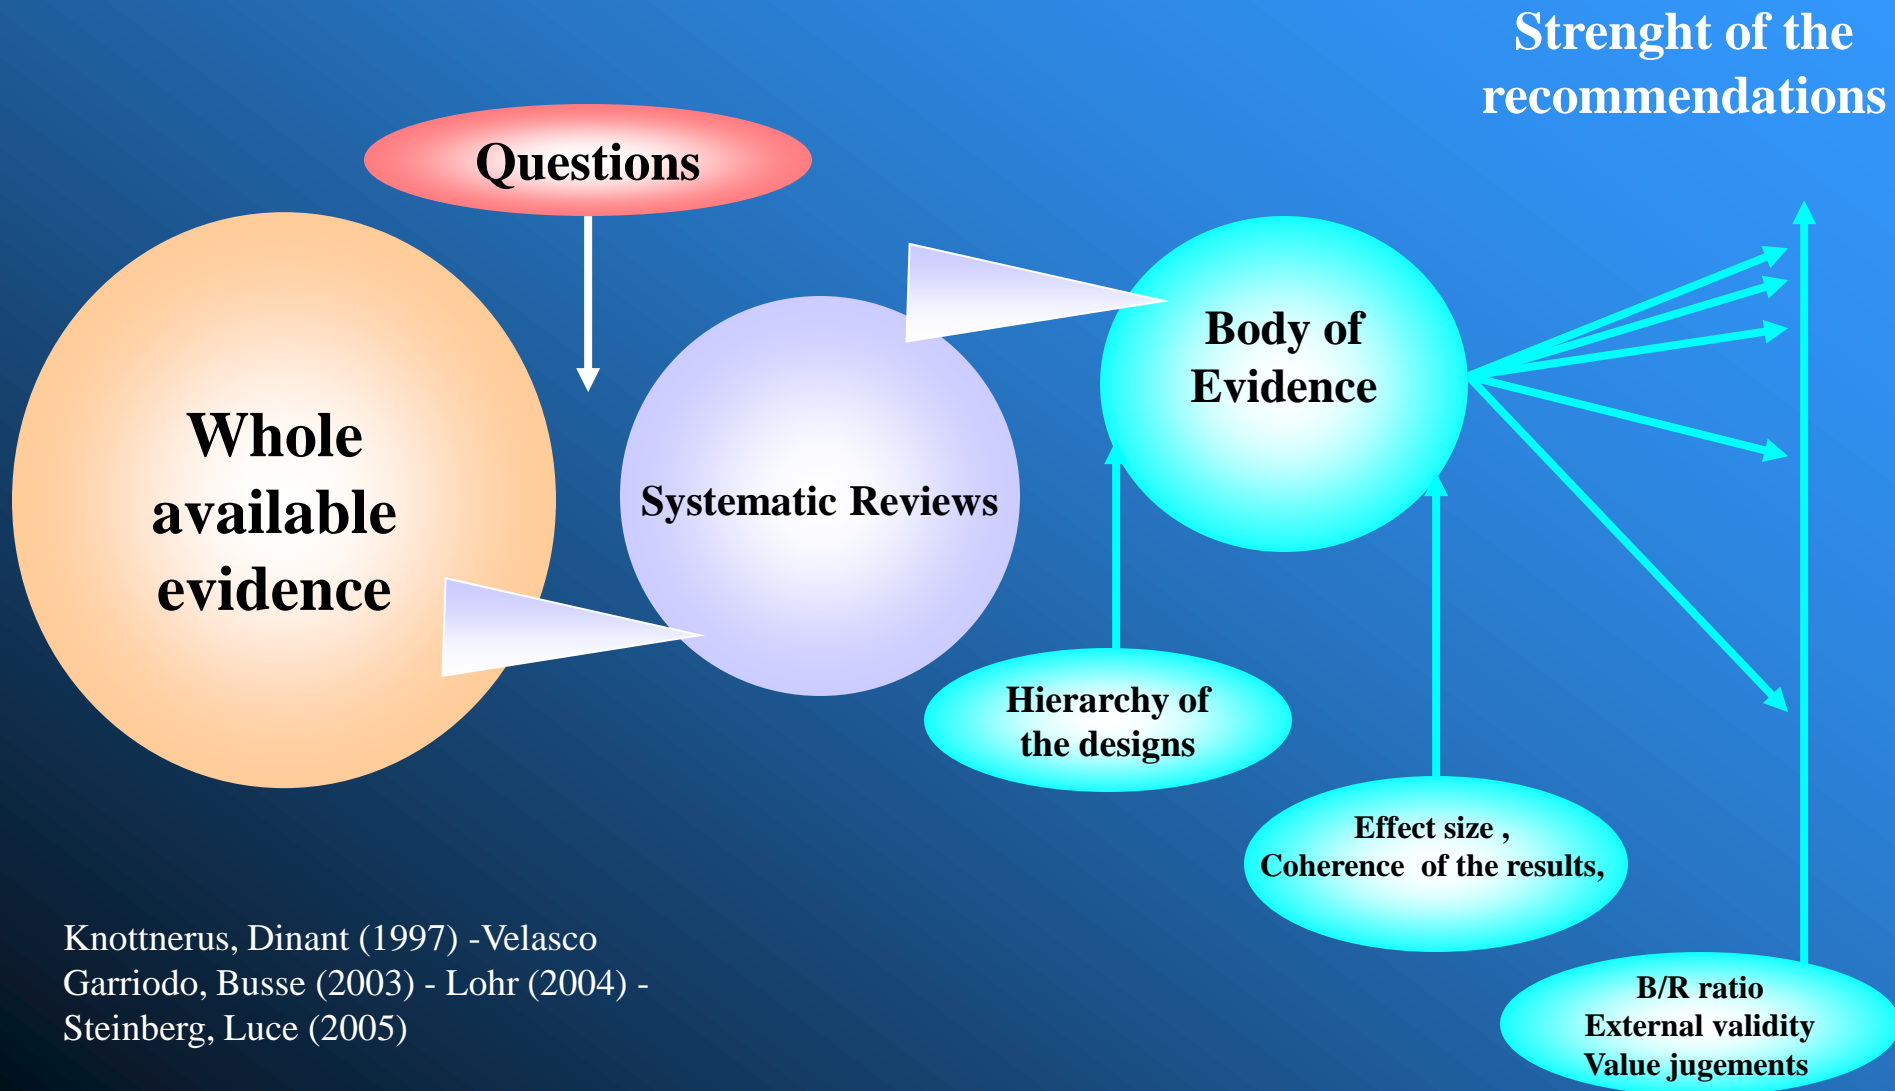 Strenght of the
recommendations
Questions
Whole
available
evidence
Systematic Reviews
Body of
Evidence
Hierarchy of
the designs
Effect size ,
Coherence  of the results,
B/R ratio
External validity
Value jugements
Knottnerus, Dinant (1997) -Velasco
Garriodo, Busse (2003) - Lohr (2004) -
Steinberg, Luce (2005)